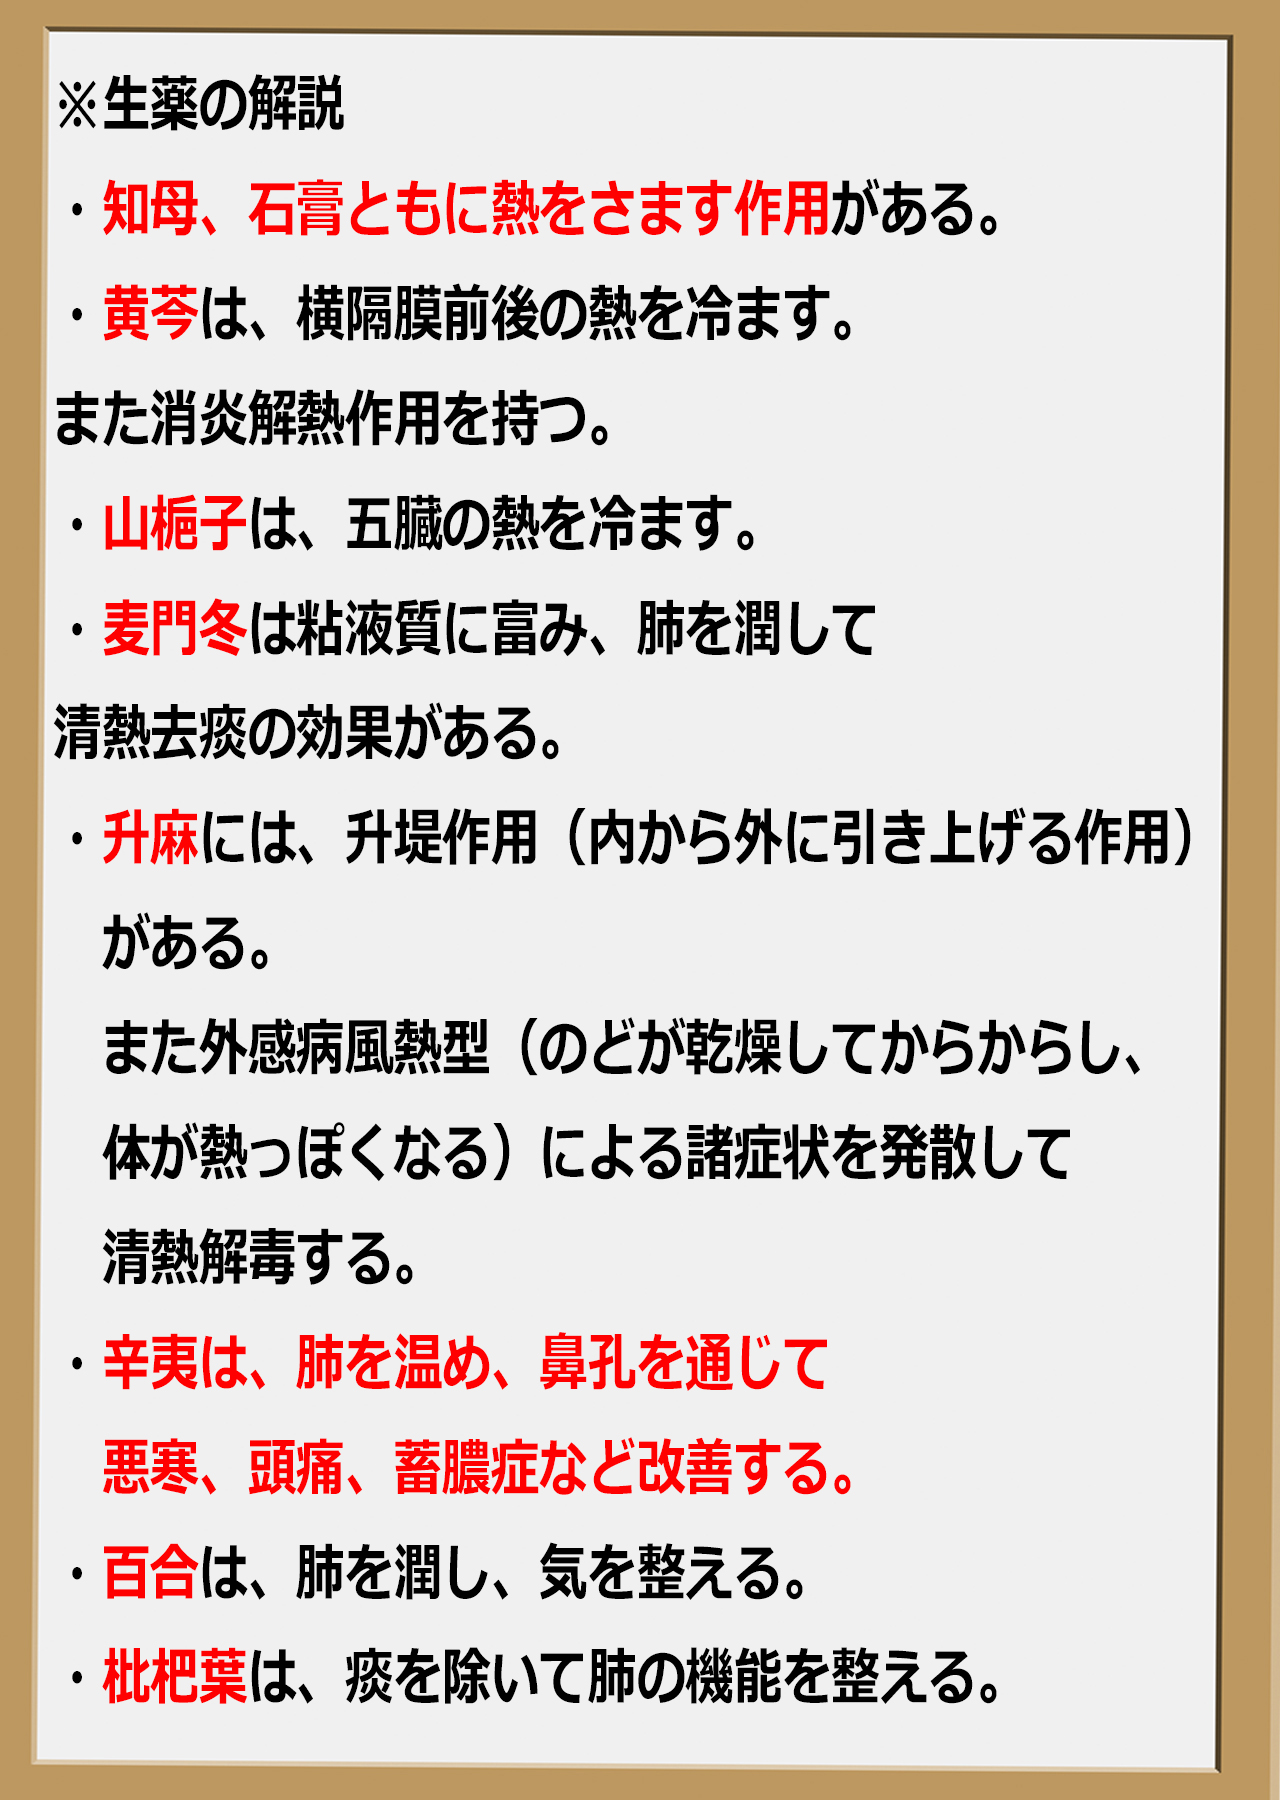 ※生薬の解説
・知母、石膏ともに熱をさます作用がある。
・黄芩は、横隔膜前後の熱を冷ます。
また消炎解熱作用を持つ。
・山梔子は、五臓の熱を冷ます。
・麦門冬は粘液質に富み、肺を潤して
清熱去痰の効果がある。
・升麻には、升堤作用（内から外に引き上げる作用）
がある。
また外感病風熱型（のどが乾燥してからからし、
体が熱っぽくなる）による諸症状を発散して
清熱解毒する。
・辛夷は、肺を温め、鼻孔を通じて
悪寒、頭痛、蓄膿症など改善する。
・百合は、肺を潤し、気を整える。
・枇杷葉は、痰を除いて肺の機能を整える。